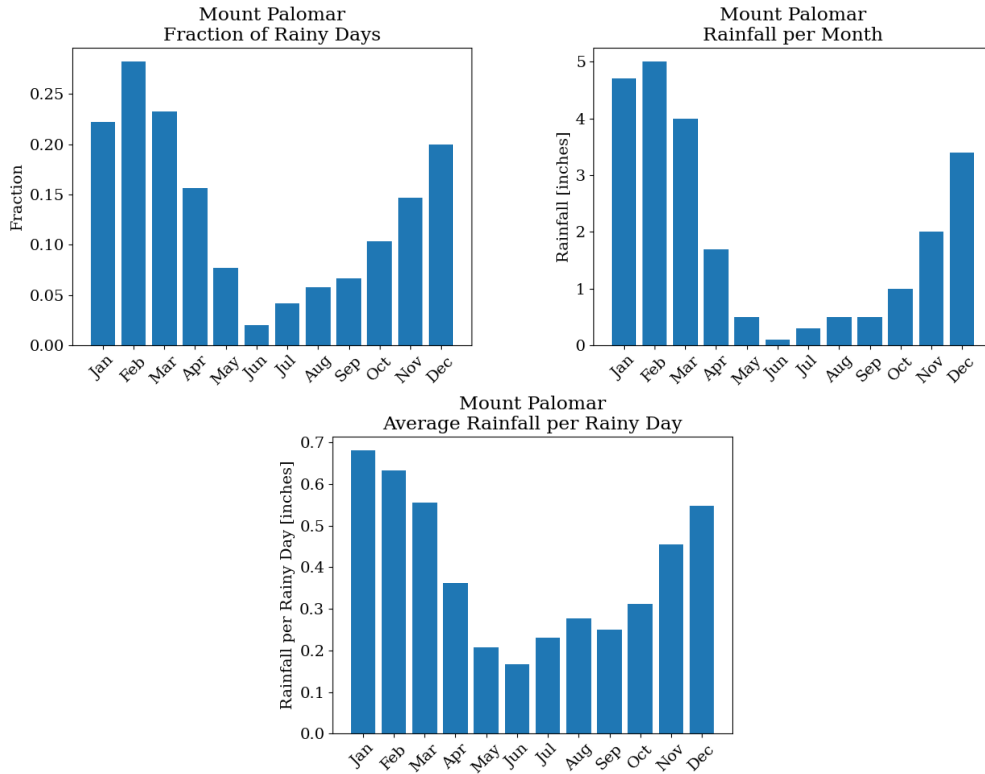 Mount Palomar
Fraction of Rainy Days
Fraction
0.25
0.20
0.15
0.10
0.05
0.00
Jan Feb Mar Apr May Jun Jul Aug Sep Oct Nov Dec
Mount Palomar
Rainfall per Month
Rainfall [inches]
5
4
3
2
1
0
Jan Feb Mar Apr May Jun Jul Aug Sep Oct Nov Dec
Mount Palomar
Average Rainfall per Rainy Day
Rainfall per Rainy Day [inches]
0.7
0.6
0.5
0.4
0.3
0.2
0.1
0.0
Jan Feb Mar Apr May Jun Jul Aug Sep Oct Nov Dec